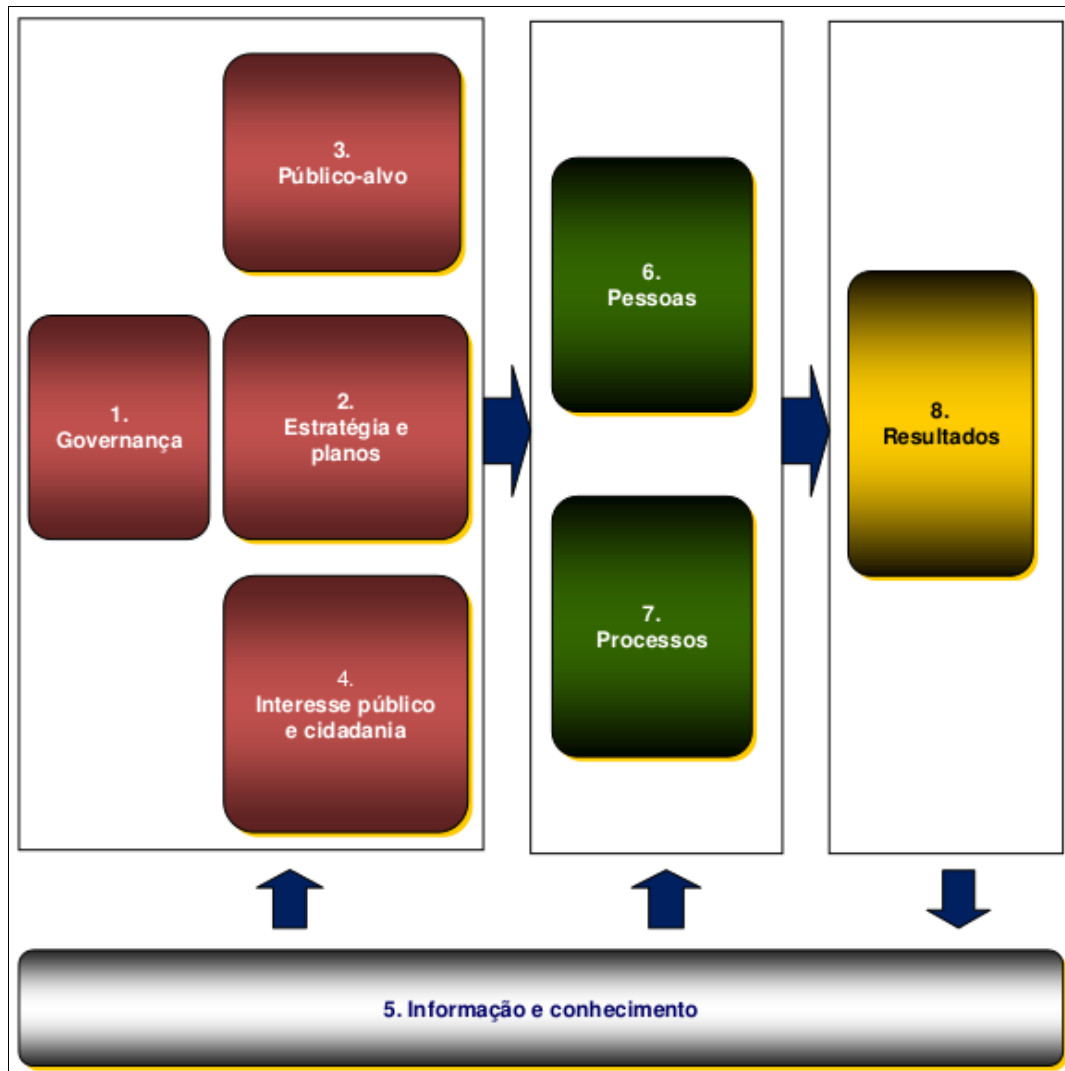 3.
Público-alvo
1.
Governança
2.
Estratégia e
planos
4.
Interesse público
e cidadania
6.
Pessoas
7.
Processos
8.
Resultados
5. Informação e conhecimento